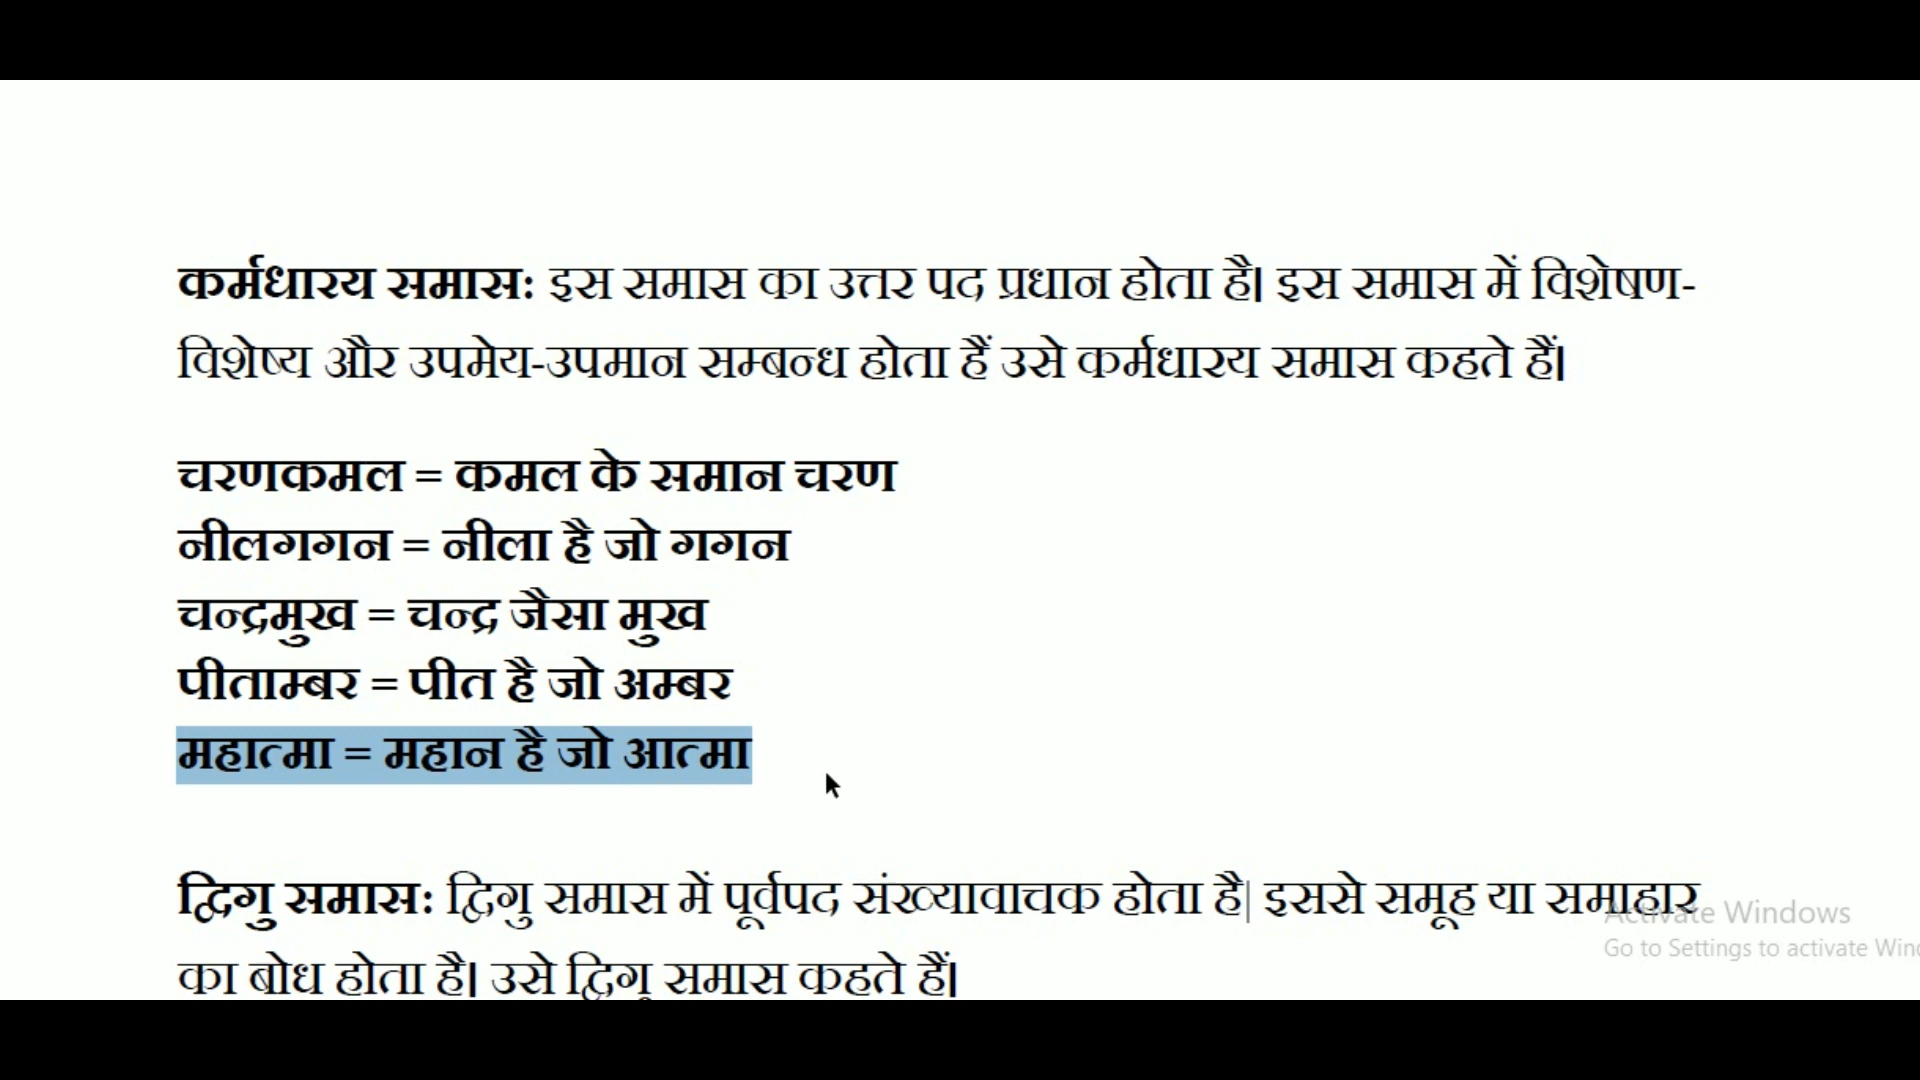 कर्मधारय समास: इस समास का उत्तर पद प्रधान होता है| इस समास में विशेषण-
विशेष्य और उपमेय-उपमान सम्बन्ध होता हैं उसे कर्मधारय समास कहते हैं|
चरणकमल = कमल के समान चरण
नीलगगन = नीला है जो गगन
चन्द्रमुख = चन्द्र जैसा मुख
पीताम्बर = पीत है जो अम्बर
महात्मा = महान है जो आत्मा
द्विगु समास: द्विगु समास में पूर्वपद संख्यावाचक होता है| इससे समूह या समाहार
Activate Windows
Go to Settings to activate Winc
का बोध होता है| उसे द्विगु समास कहते हैं|